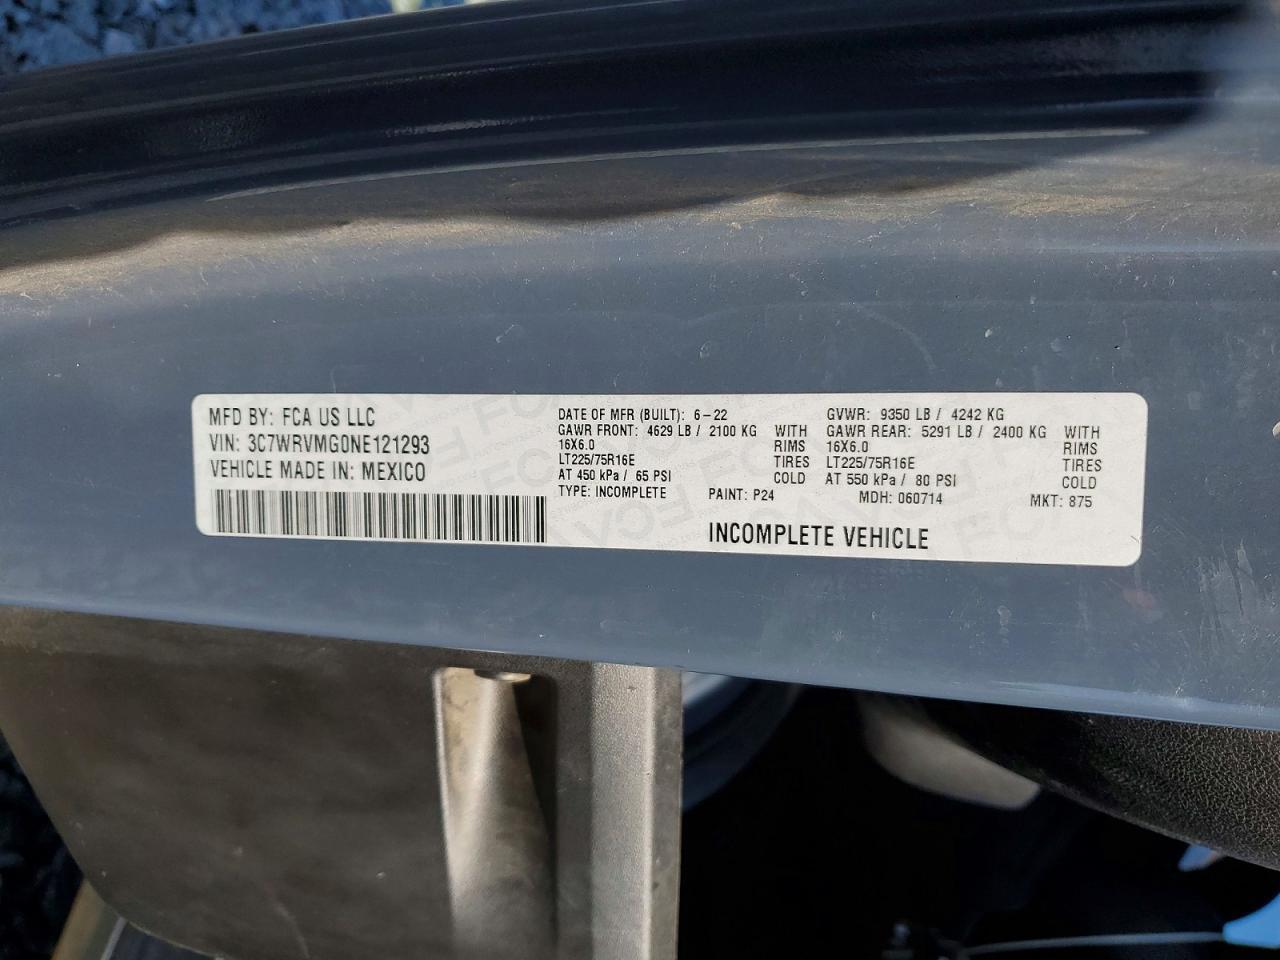 MFD BY: FCA US LLC
VIN: 3C7WRVMG0NE121293
VEHICLE MADE IN: MEXICO
DATE OF MFR (BUILT): 6-22
GAWR FRONT: 4629 LB / 2100 KG WITH
16X6.0 RIMS
LT225/75R16E TIRES
AT 450 kPa / 65 PSI COLD
TYPE: INCOMPLETE PAINT: P24
GVWR: 9350 LB / 4242 KG
GAWR REAR: 5291 LB / 2400 KG WITH
16X6.0 RIMS
LT225/75R16E TIRES
AT 550 kPa / 80 PSI COLD
MDH: 060714 MKT: 875
INCOMPLETE VEHICLE